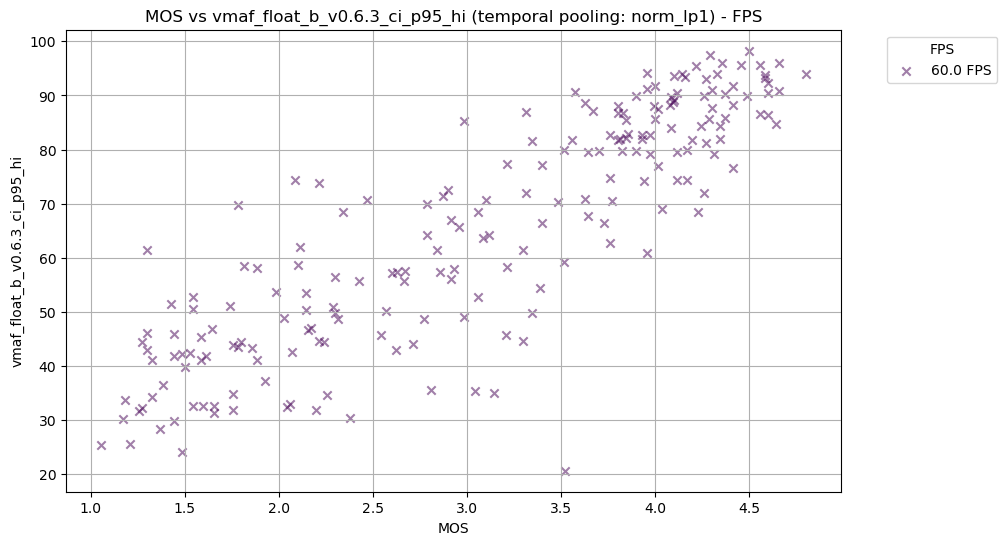 MOS vs vmaf_float_b_v0.6.3_ci_p95_hi (temporal pooling: norm_lp1) - FPS
FPS
60.0 FPS
vmaf_float_b_v0.6.3_ci_p95_hi
100
90
80
70
60
50
40
30
20
1.0 1.5 2.0 2.5 3.0 3.5 4.0 4.5
MOS